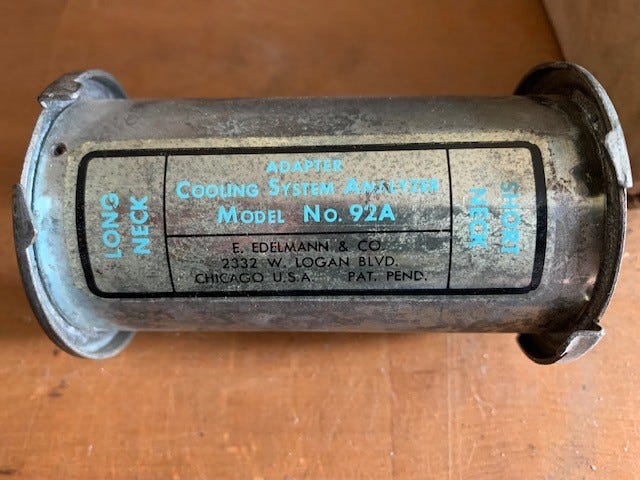 LONG
NECK
ADAPTER
COOLING SYSTEM ANALYZER
MODEL NO. 92A
E. EDELMANN & CO.
2332 W. LOGAN BLVD.
CHICAGO U.S.A. PAT. PEND.
SHORT
NECK